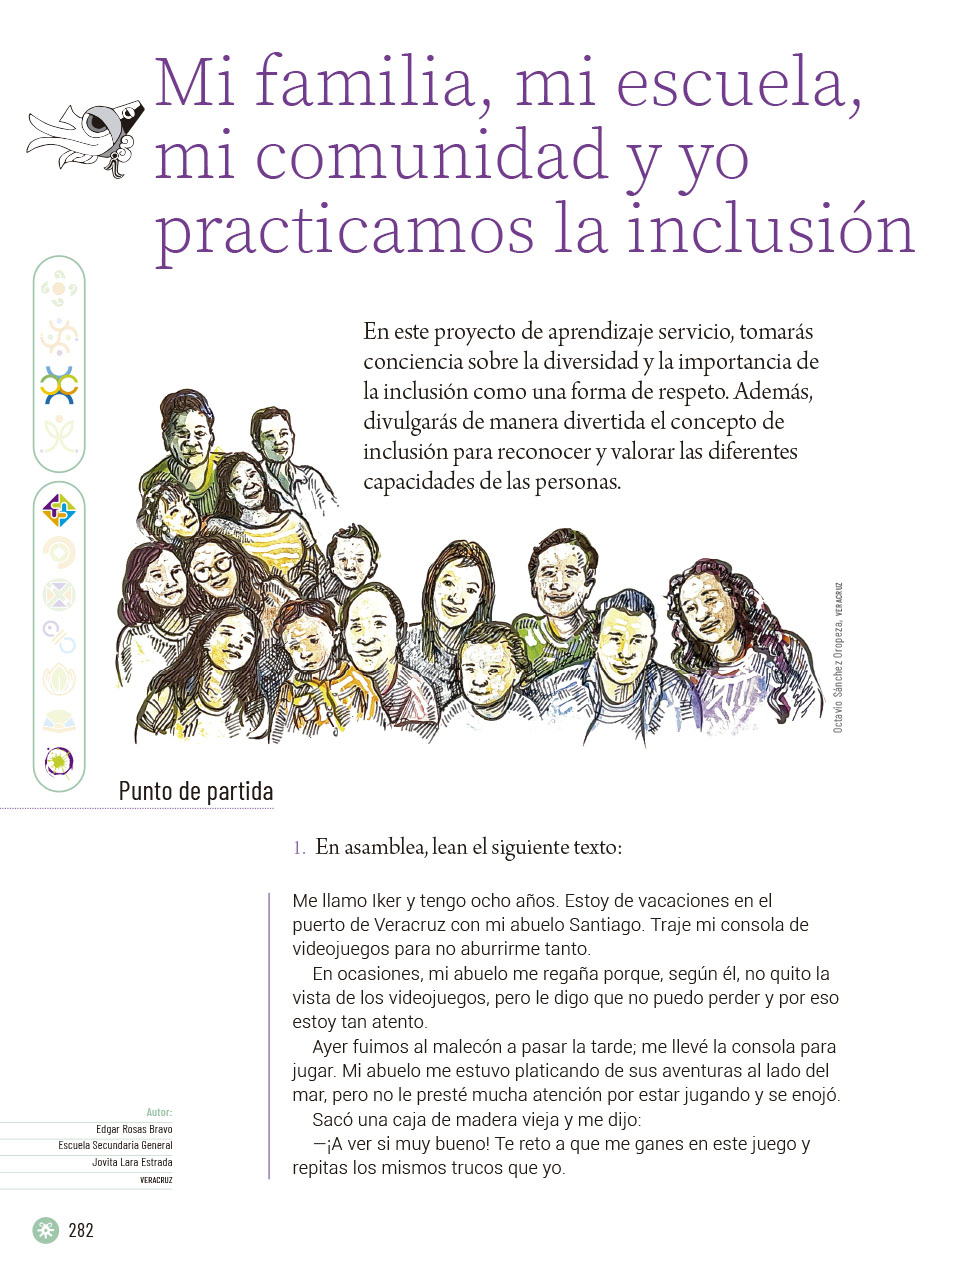 Mi familia, mi escuela,
mi comunidad y yo
practicamos la inclusión
En este proyecto de aprendizaje servicio, tomarás
conciencia sobre la diversidad y la importancia de
la inclusión como una forma de respeto. Además,
divulgarás de manera divertida el concepto de
inclusión para reconocer y valorar las diferentes
capacidades de las personas.
Octavio Sánchez Oropeza, VERACRUZ
Punto de partida
1. En asamblea, lean el siguiente texto:
Me llamo Iker y tengo ocho años. Estoy de vacaciones en el
puerto de Veracruz con mi abuelo Santiago. Traje mi consola de
videojuegos para no aburrirme tanto.
En ocasiones, mi abuelo me regaña porque, según él, no quito la
vista de los videojuegos, pero le digo que no puedo perder y por eso
estoy tan atento.
Ayer fuimos al malecón a pasar la tarde; me llevé la consola para
jugar. Mi abuelo me estuvo platicando de sus aventuras al lado del
mar, pero no le presté mucha atención por estar jugando y se enojó.
Sacó una caja de madera vieja y me dijo:
—¡A ver si muy bueno! Te reto a que me ganes en este juego y
repitas los mismos trucos que yo.
Autor:
Edgar Rosas Bravo
Escuela Secundaria General
Jovita Lara Estrada
VERACRUZ
282